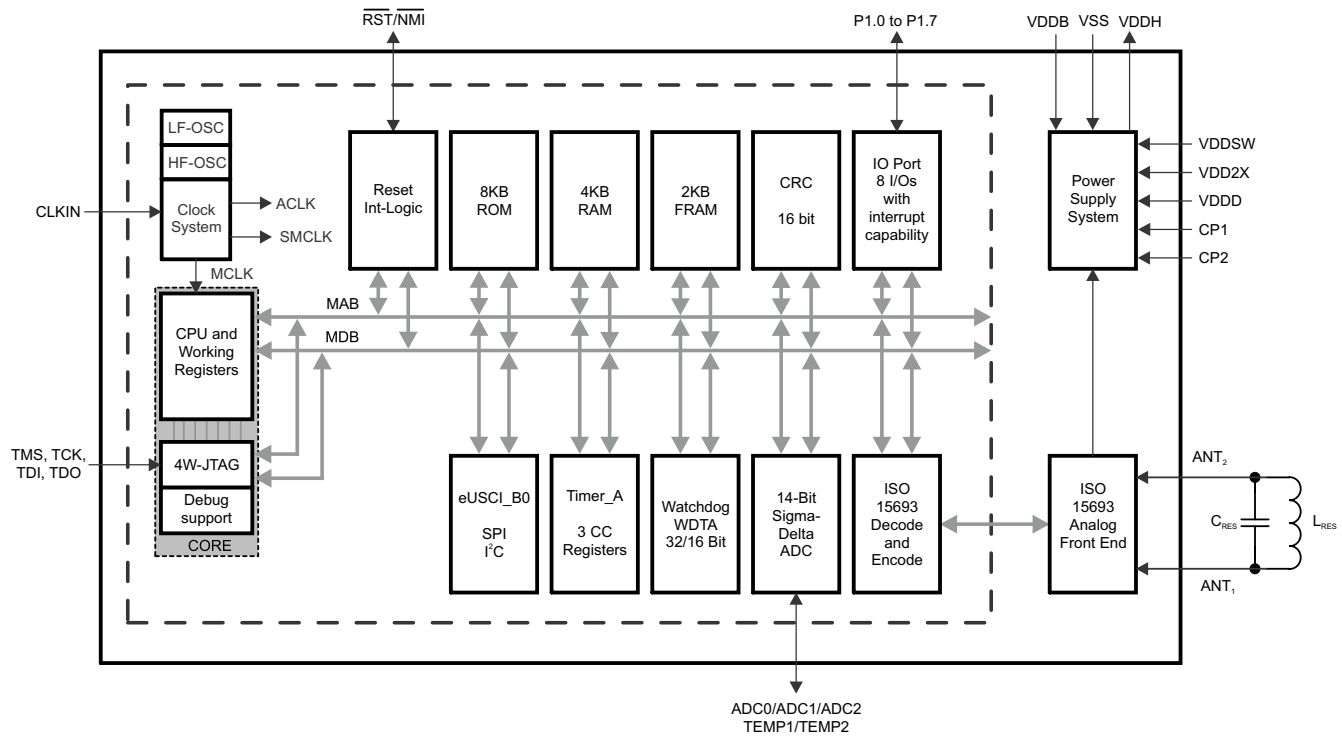 RST/NMI
P1.0 to P1.7
VDDB
VSS
VDDH
LF-OSC
HF-OSC
Clock
System
CLKIN
ACLK
SMCLK
MCLK
Reset
Int-Logic
8KB
ROM
4KB
RAM
2KB
FRAM
CRC
16 bit
IO Port
8 I/Os
with
interrupt
capability
Power
Supply
System
VDDSW
VDD2X
VDDD
CP1
CP2
MAB
MDB
CPU and
Working
Registers
TMS, TCK,
TDI, TDO
4W-JTAG
Debug
support
CORE
eUSCI_B0
SPI
I²C
Timer_A
3 CC
Registers
Watchdog
WDTA
32/16 Bit
14-Bit
Sigma-
Delta
ADC
ISO
15693
Decode
and
Encode
ISO
15693
Analog
Front End
ANT₂
CRES
LRES
ANT₁
ADC0/ADC1/ADC2
TEMP1/TEMP2